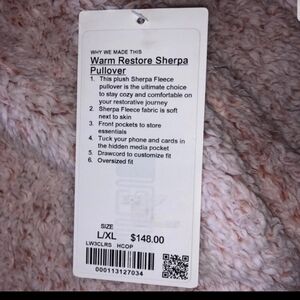 WHY WE MADE THIS
Warm Restore Sherpa
Pullover
1. This plush Sherpa Fleece
pullover is the ultimate choice
to stay cozy and comfortable on
your restorative journey
2. Sherpa Fleece fabric is soft
next to skin
3. Front pockets to store
essentials
4. Tuck your phone and cards in
the hidden media pocket
5. Drawcord to customize fit
6. Oversized fit
SIZE
L/XL $148.00
LW3CLRS HCOP
000113127034